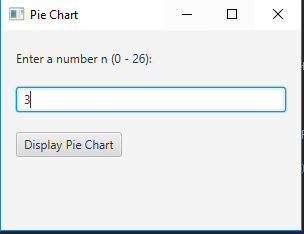 Pie Chart
Enter a number n (0 - 26):
3
Display Pie Chart